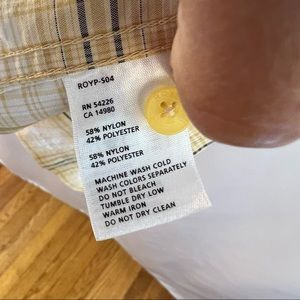 ROYP-504
RN 54226
CA 14980
58% NYLON
42% POLYESTER
58% NYLON
42% POLYESTER
MACHINE WASH COLD
WASH COLORS SEPARATELY
DO NOT BLEACH
TUMBLE DRY LOW
WARM IRON
DO NOT DRY CLEAN